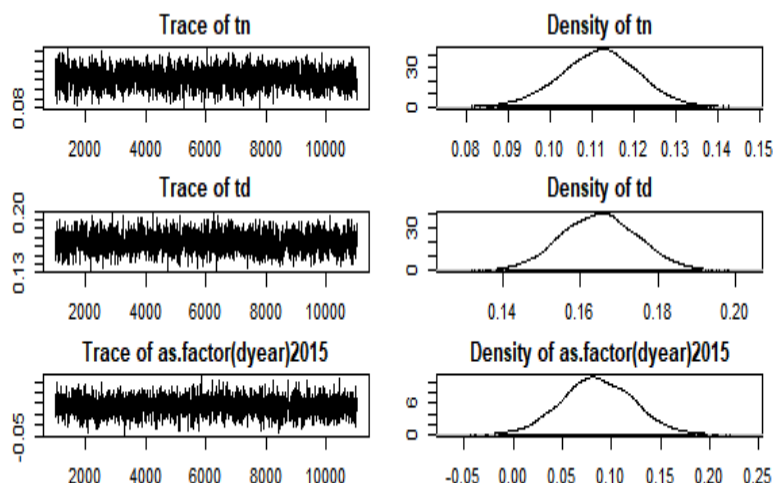 Trace of tn
Density of tn
0.08
2000 4000 6000 8000 10000
0 30
0.08 0.09 0.10 0.11 0.12 0.13 0.14 0.15
Trace of td
Density of td
0.13 0.20
2000 4000 6000 8000 10000
0 30
0.14 0.16 0.18 0.20
Trace of as.factor(dyear)2015
Density of as.factor(dyear)2015
-0.05
2000 4000 6000 8000 10000
0 6
-0.05 0.00 0.05 0.10 0.15 0.20 0.25